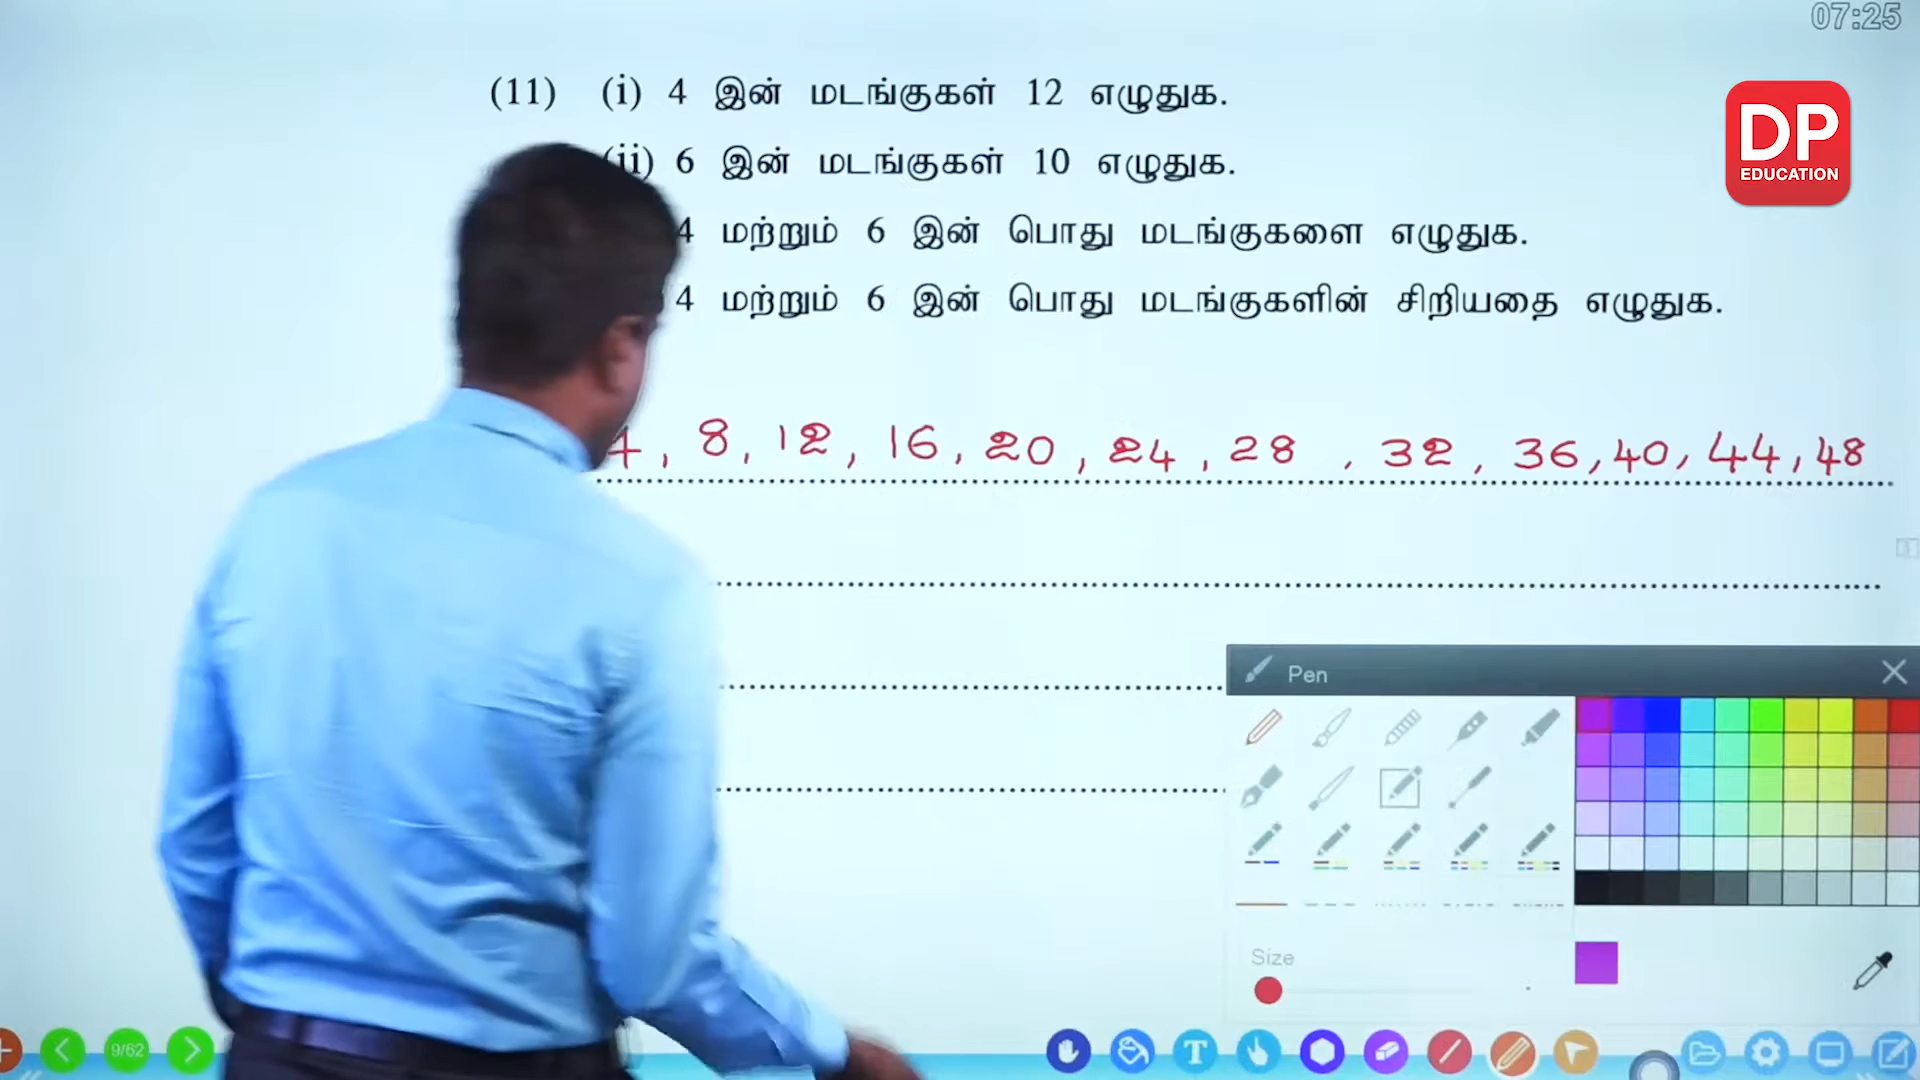 07:25
(11) (i) 4 இன் மடங்குகள் 12 எழுதுக.
(ii) 6 இன் மடங்குகள் 10 எழுதுக.
4 மற்றும் 6 இன் பொது மடங்குகளை எழுதுக.
4 மற்றும் 6 இன் பொது மடங்குகளின் சிறியதை எழுதுக.
DP
EDUCATION
4, 8, 12, 16, 20, 24, 28, 32, 36, 40, 44, 48
Pen
Size
9/62